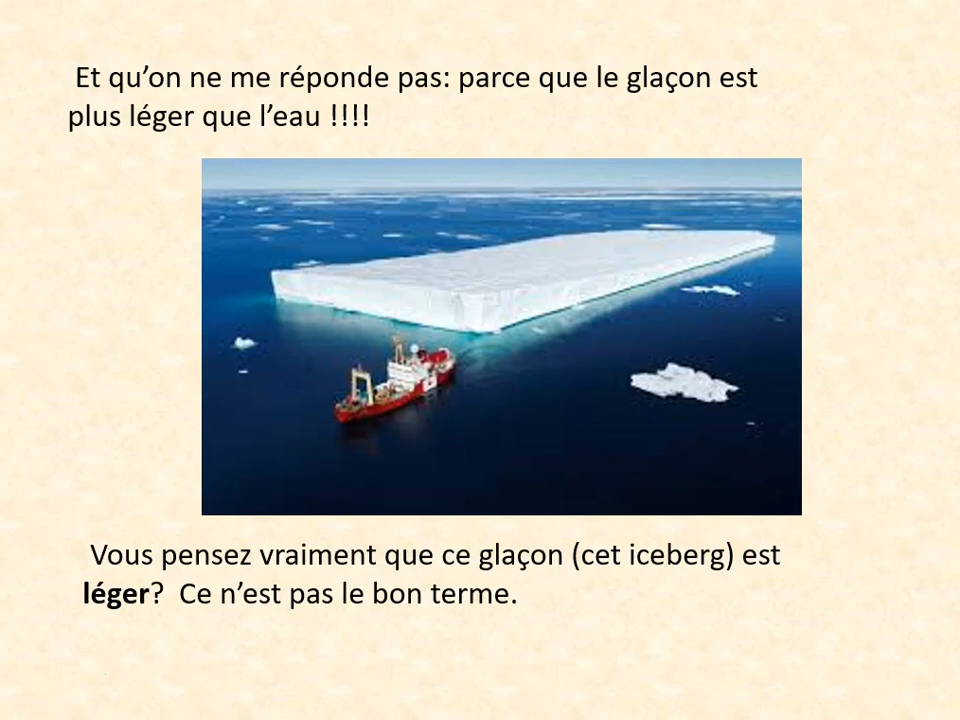 Et qu’on ne me réponde pas: parce que le glaçon est
plus léger que l’eau !!!!
Vous pensez vraiment que ce glaçon (cet iceberg) est
léger?  Ce n’est pas le bon terme.